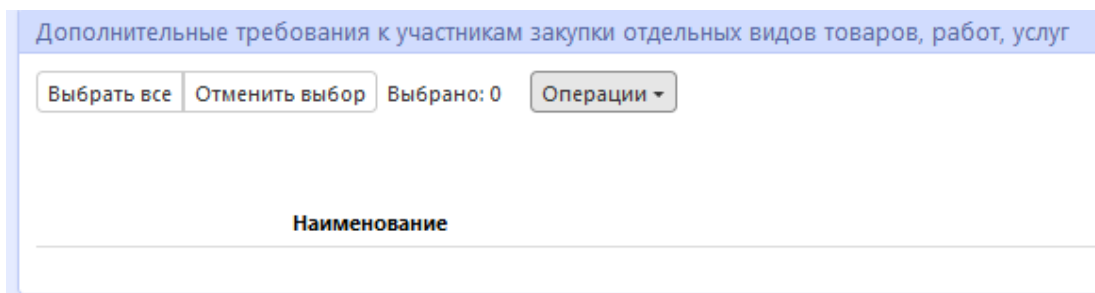 Дополнительные требования к участникам закупки отдельных видов товаров, работ, услуг
Выбрать все Отменить выбор Выбрано: 0 Операции
Наименование